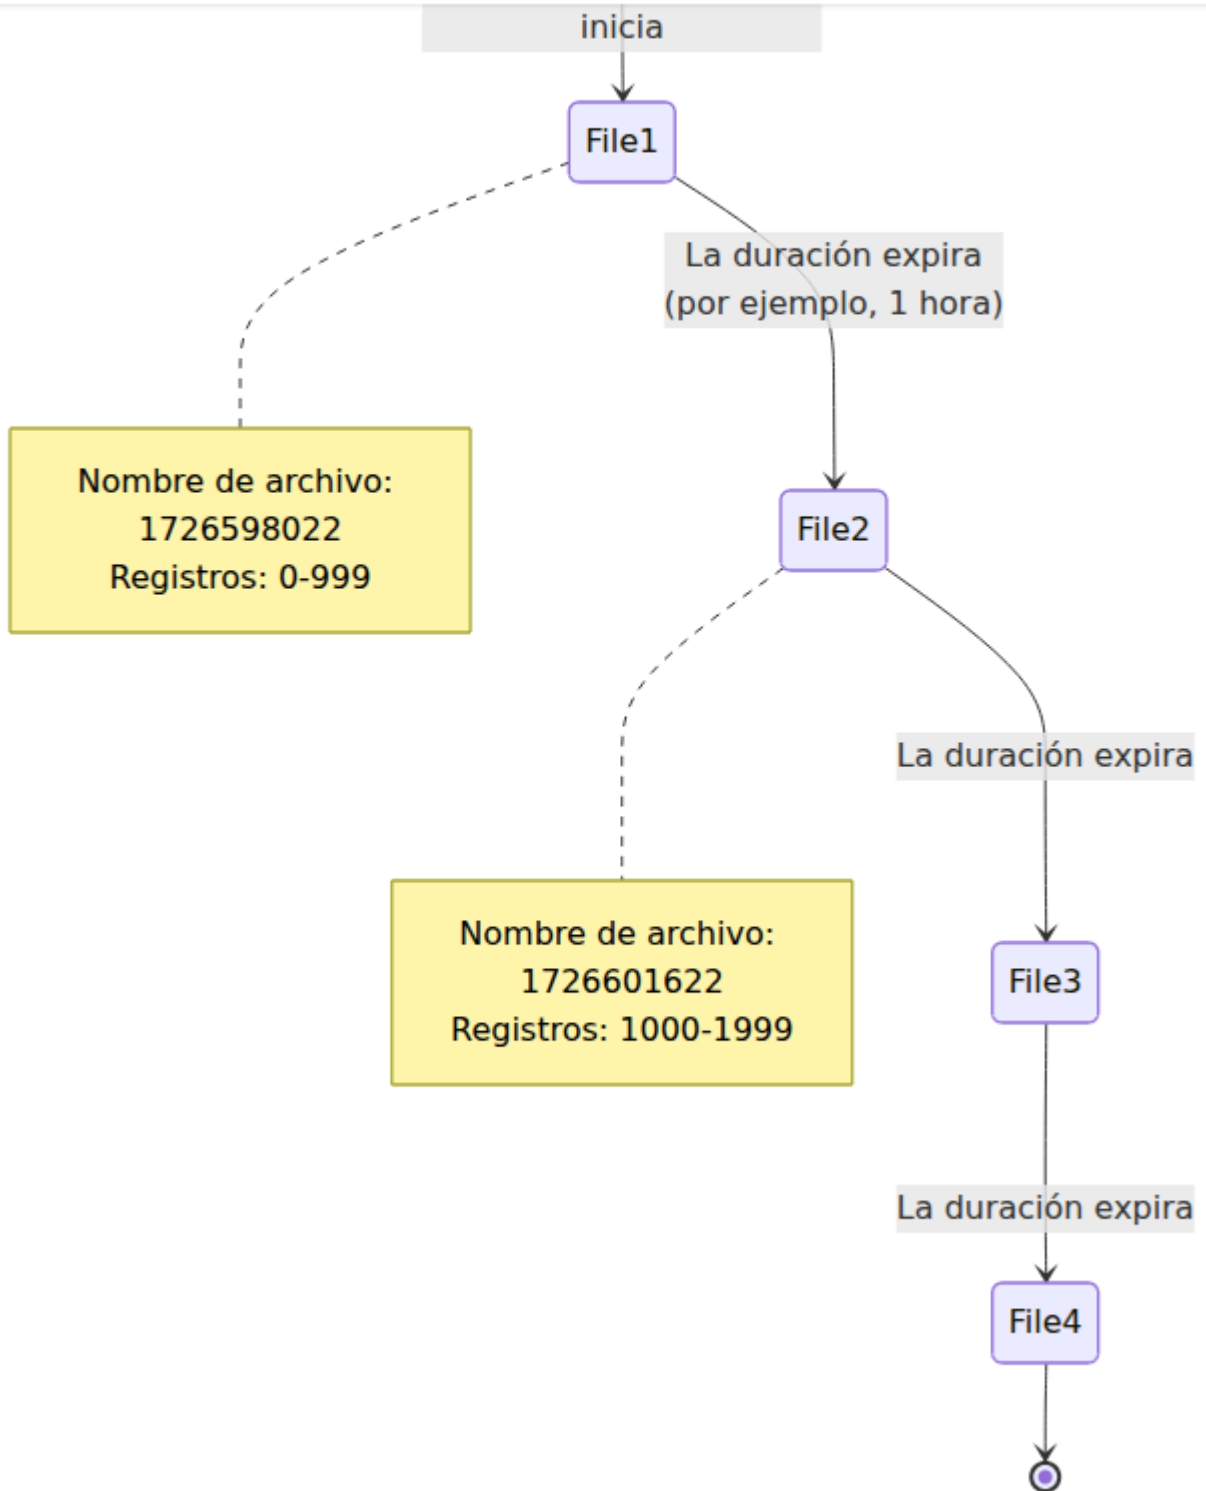 inicia
File1
La duración expira
(por ejemplo, 1 hora)
Nombre de archivo:
1726598022
Registros: 0-999
File2
La duración expira
Nombre de archivo:
1726601622
Registros: 1000-1999
File3
La duración expira
File4